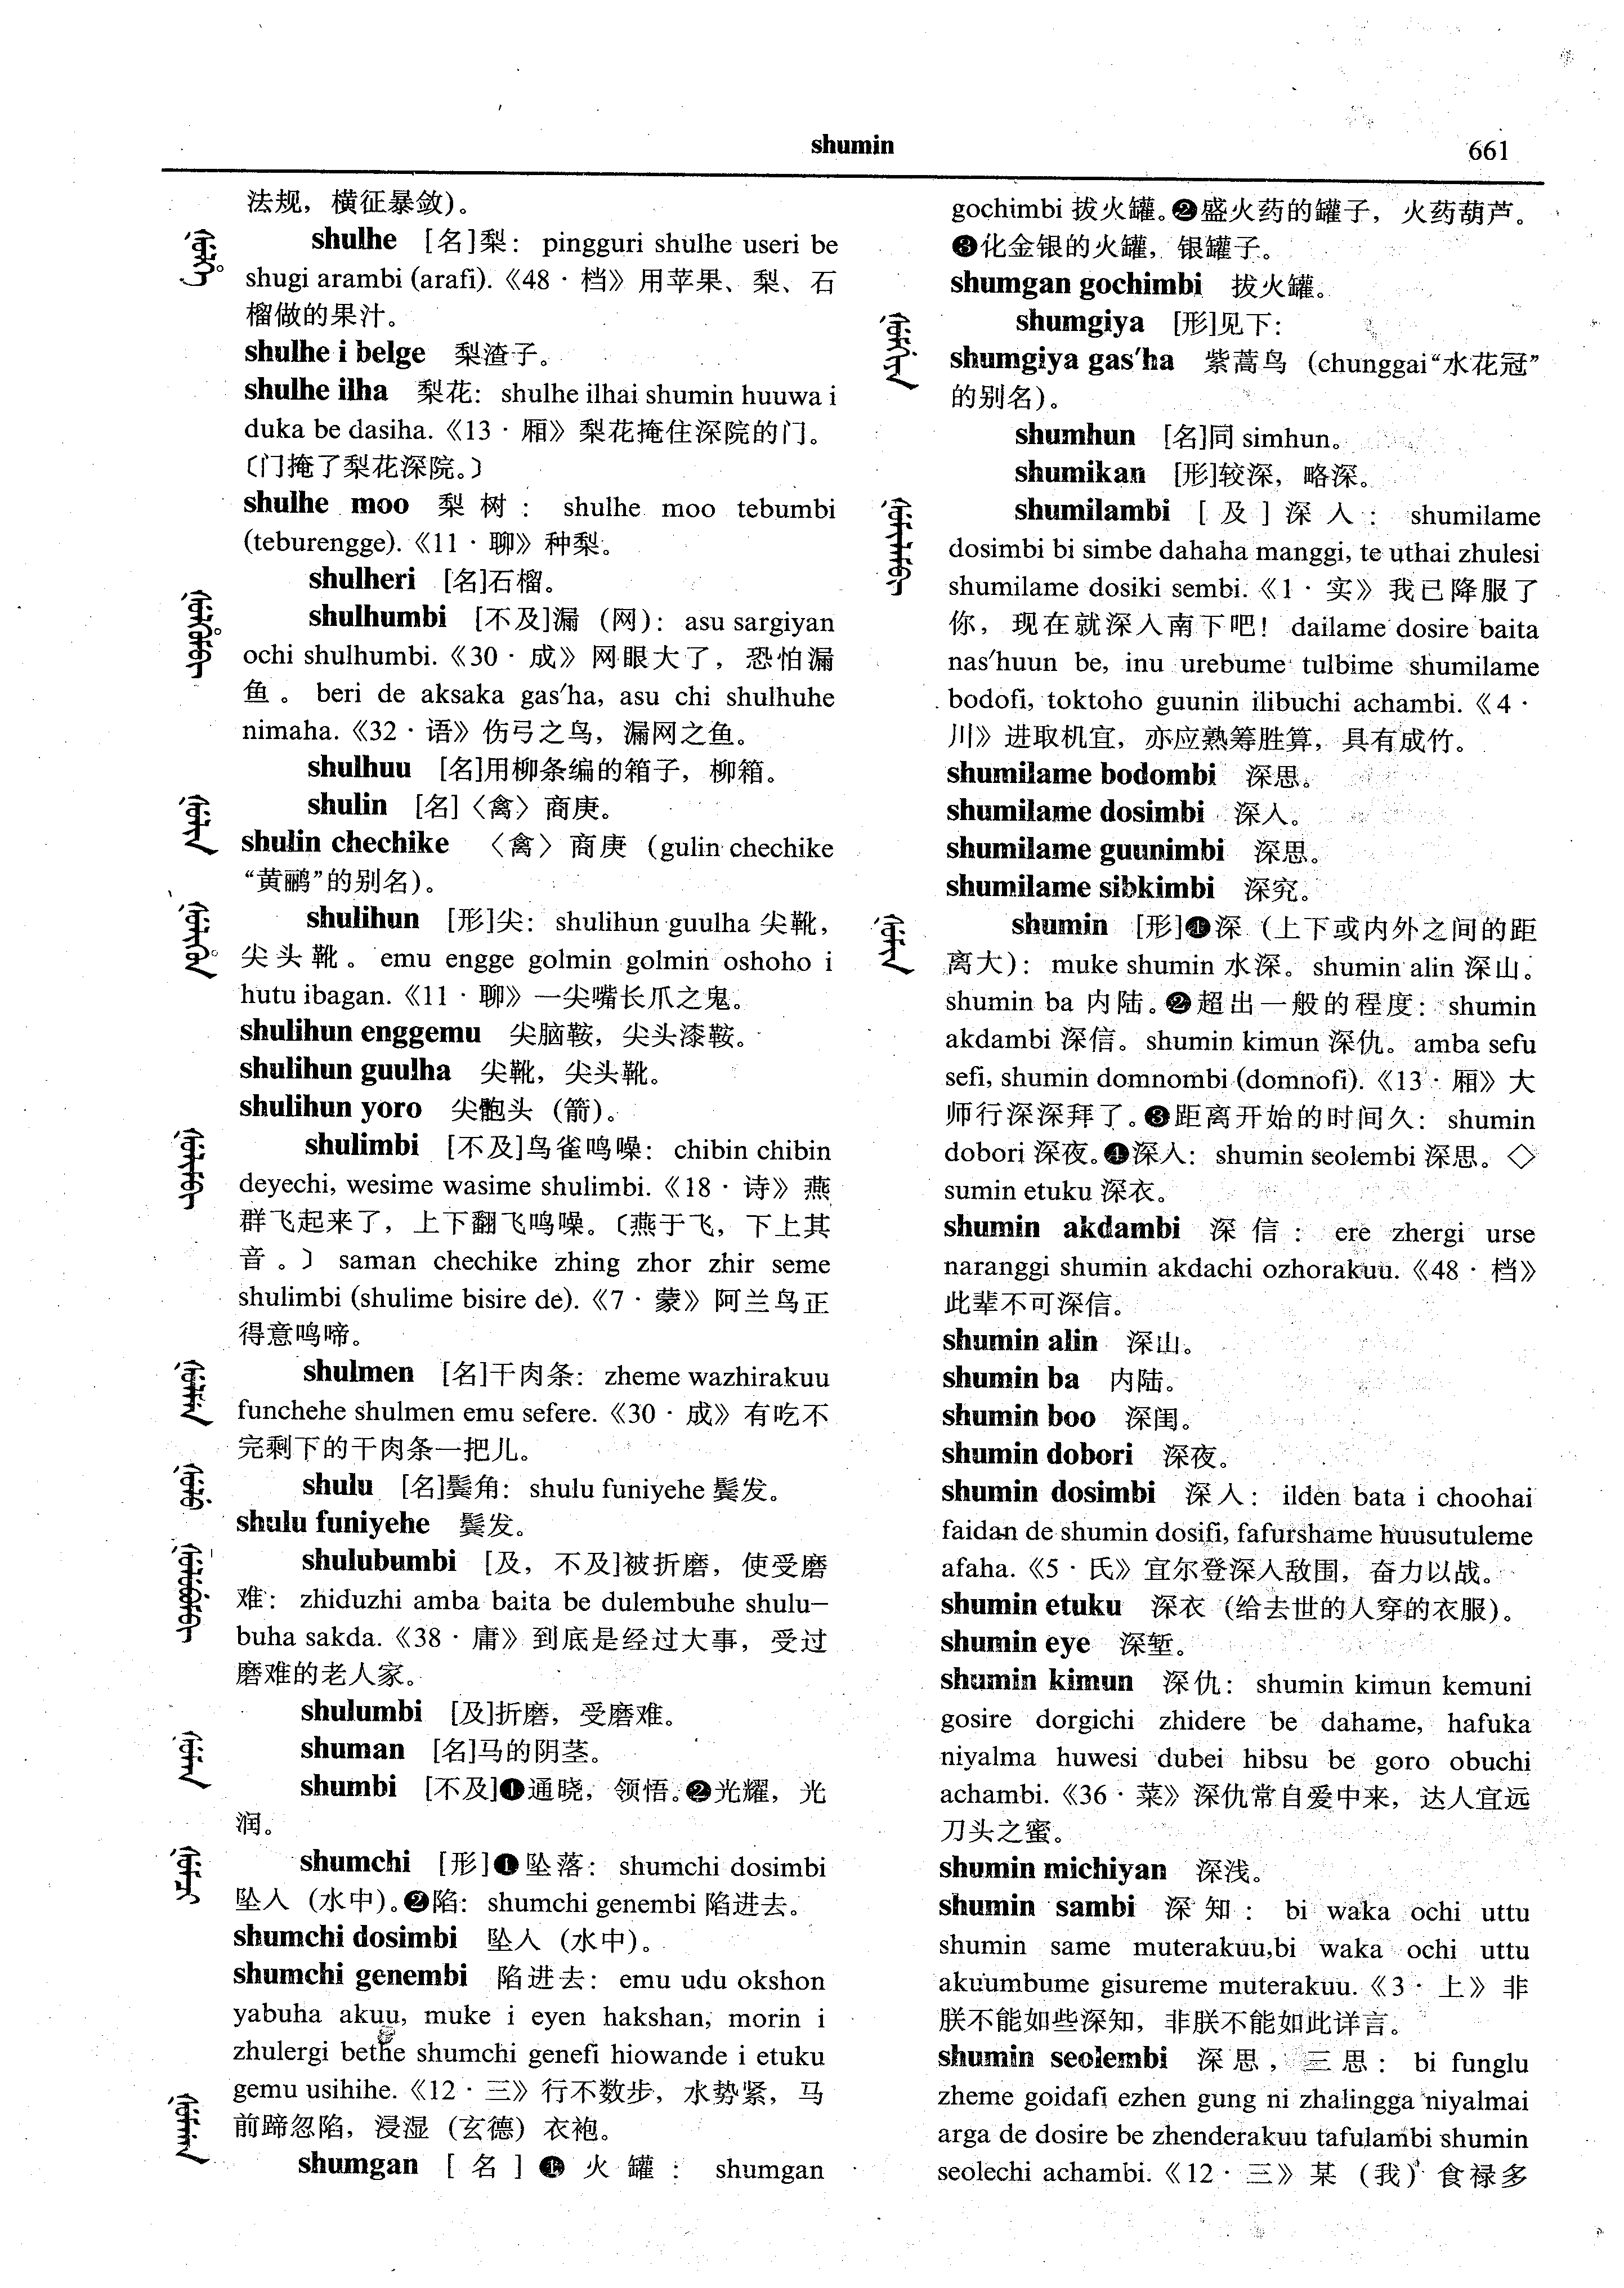 shumin
661
法规，横征暴敛）。
shulhe [名]梨：pingguri shulhe useri be
shugi arambi (arafi).《48·档》用苹果、梨、石
榴做的果汁。
shulhe i belge 梨渣子。
shulhe ilha 梨花：shulhe ilhai shumin huuwa i
duka be dasiha.《13·厢》梨花掩住深院的门。
〔门掩了梨花深院。〕
shulhe moo 梨树：shulhe moo tebumbi
(teburengge).《11·聊》种梨。
shulheri [名]石榴。
shulhumbi [不及]漏（网）：asu sargiyan
ochi shulhumbi.《30·成》网眼大了，恐怕漏
鱼。beri de aksaka gas'ha, asu chi shulhuhe
nimaha.《32·语》伤弓之鸟，漏网之鱼。
shulhuu [名]用柳条编的箱子，柳箱。
shulin [名]〈禽〉商庚。
shulin chechike 〈禽〉商庚（gulin chechike
“黄鹂”的别名）。
shulihun [形]尖：shulihun guulha 尖靴，
尖头靴。emu engge golmin golmin oshoho i
hutu ibagan.《11·聊》一尖嘴长爪之鬼。
shulihun enggemu 尖脑鞍，尖头漆鞍。
shulihun guulha 尖靴，尖头靴。
shulihun yoro 尖骲头（箭）。
shulimbi [不及]鸟雀鸣噪：chibin chibin
deyechi, wesime wasime shulimbi.《18·诗》燕
群飞起来了，上下翻飞鸣噪。〔燕于飞，下上其
音。〕saman chechike zhing zhor zhir seme
shulimbi (shulime bisire de).《7·蒙》阿兰鸟正
得意鸣啼。
shulmen [名]干肉条：zheme wazhirakuu
funchehe shulmen emu sefere.《30·成》有吃不
完剩下的干肉条一把儿。
shulu [名]鬓角：shulu funiyehe 鬓发。
shulu funiyehe 鬓发。
shulubumbi [及，不及]被折磨，使受磨
难：zhiduzhi amba baita be dulembuhe shulu-
buha sakda.《38·庸》到底是经过大事，受过
磨难的老人家。
shulumbi [及]折磨，受磨难。
shuman [名]马的阴茎。
shumbi [不及]❶通晓，领悟。❷光耀，光
润。
shumchi [形]❶坠落：shumchi dosimbi
坠入（水中）。❷陷：shumchi genembi 陷进去。
shumchi dosimbi 坠入（水中）。
shumchi genembi 陷进去：emu udu okshon
yabuha akuu, muke i eyen hakshan, morin i
zhulergi bethe shumchi genefi hiowande i etuku
gemu usihihe.《12·三》行不数步，水势紧，马
前蹄忽陷，浸湿（玄德）衣袍。
shumgan [名]❶火罐：shumgan
gochimbi 拔火罐。❷盛火药的罐子，火药葫芦。
❸化金银的火罐，银罐子。
shumgan gochimbi 拔火罐。
shumgiya [形]见下：
shumgiya gas'ha 紫蒿鸟（chunggai“水花冠”
的别名）。
shumhun [名]同 simhun。
shumikan [形]较深，略深。
shumilambi [及]深入：shumilame
dosimbi bi simbe dahaha manggi, te uthai zhulesi
shumilame dosiki sembi.《1·实》我已降服了
你，现在就深入南下吧！dailame dosire baita
nas'huun be, inu urebume tulbime shumilame
bodofi, toktoho guunin ilibuchi achambi.《4·
川》进取机宜，亦应熟筹胜算，具有成竹。
shumilame bodombi 深思。
shumilame dosimbi 深入。
shumilame guunimbi 深思。
shumilame sibkimbi 深究。
shumin [形]❶深（上下或内外之间的距
离大）：muke shumin 水深。shumin alin 深山。
shumin ba 内陆。❷超出一般的程度：shumin
akdambi 深信。shumin kimun 深仇。amba sefu
sefi, shumin domnombi (domnofi).《13·厢》大
师行深深拜了。❸距离开始的时间久：shumin
dobori 深夜。❹深入：shumin seolembi 深思。◇
sumin etuku 深衣。
shumin akdambi 深信：ere zhergi urse
naranggi shumin akdachi ozhorakuu.《48·档》
此辈不可深信。
shumin alin 深山。
shumin ba 内陆。
shumin boo 深闺。
shumin dobori 深夜。
shumin dosimbi 深入：ilden bata i choohai
faidan de shumin dosifi, fafurshame huusutuleme
afaha.《5·氏》宜尔登深入敌围，奋力以战。
shumin etuku 深衣（给去世的人穿的衣服）。
shumin eye 深堑。
shumin kimun 深仇：shumin kimun kemuni
gosire dorgichi zhidere be dahame, hafuka
niyalma huwesi dubei hibsu be goro obuchi
achambi.《36·菜》深仇常自爱中来，达人宜远
刀头之蜜。
shumin michiyan 深浅。
shumin sambi 深知：bi waka ochi uttu
shumin same muterakuu,bi waka ochi uttu
akuumbume gisureme muterakuu.《3·上》非
朕不能如些深知，非朕不能如此详言。
shumin seolembi 深思，三思：bi funglu
zheme goidafi ezhen gung ni zhalingga niyalmai
arga de dosire be zhenderakuu tafulambi shumin
seolechi achambi.《12·三》某（我）食禄多